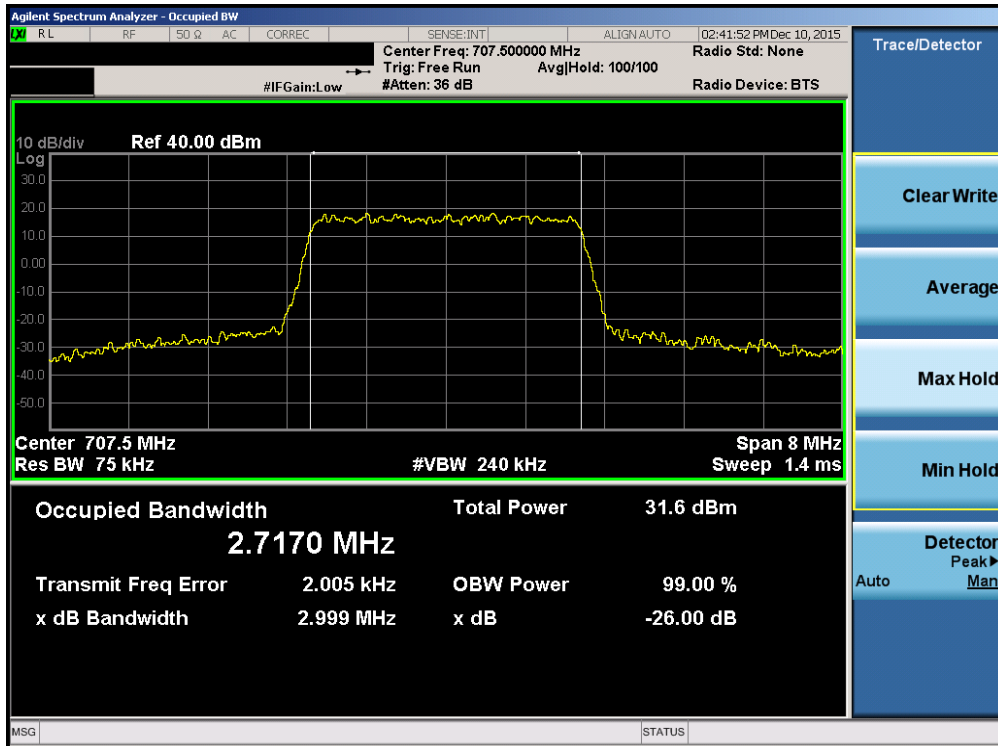 Agilent Spectrum Analyzer - Occupied BW
LXI RL RF 50 Ω AC CORREC SENSE:INT ALIGN AUTO 02:41:52 PM Dec 10, 2015
Center Freq: 707.500000 MHz Radio Std: None
Trig: Free Run Avg|Hold: 100/100
#IFGain:Low #Atten: 36 dB Radio Device: BTS
10 dB/div Ref 40.00 dBm
Log
30.0
20.0
10.0
0.00
-10.0
-20.0
-30.0
-40.0
-50.0
Center 707.5 MHz Span 8 MHz
Res BW 75 kHz #VBW 240 kHz Sweep 1.4 ms
Occupied Bandwidth Total Power 31.6 dBm
2.7170 MHz
Transmit Freq Error 2.005 kHz OBW Power 99.00 %
x dB Bandwidth 2.999 MHz x dB -26.00 dB
MSG STATUS
Trace/Detector
Clear Write
Average
Max Hold
Min Hold
Detector
Peak▶
Auto Man